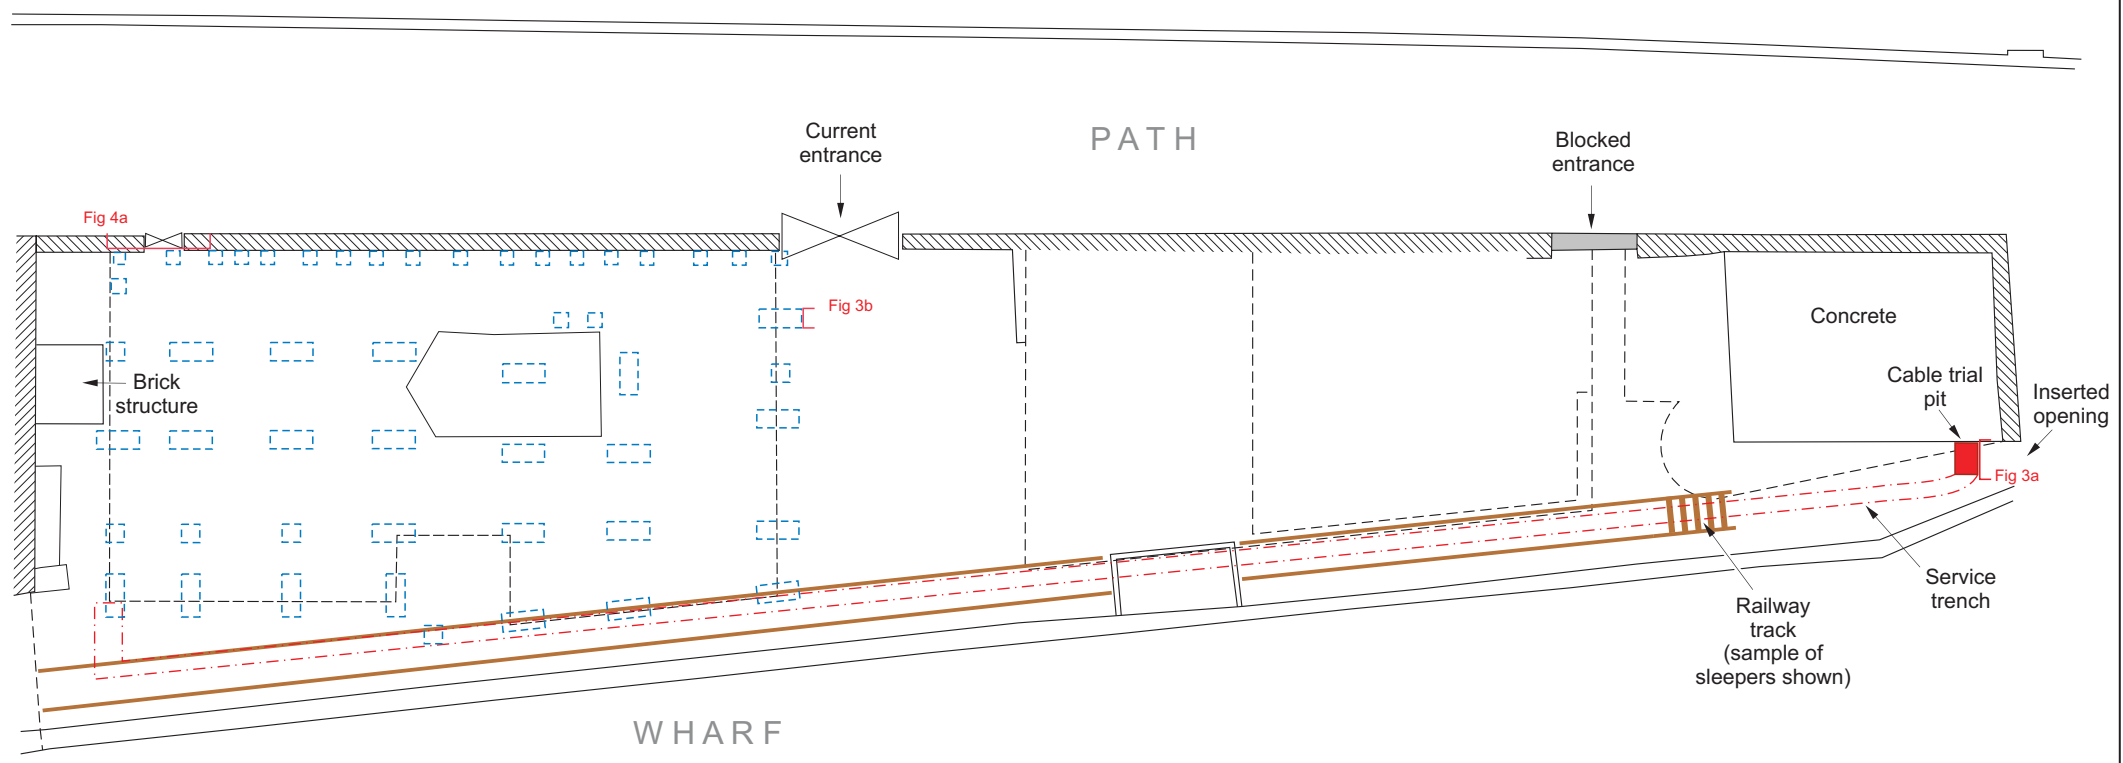 PATH
Current
entrance
Blocked
entrance
Fig 4a
Fig 3b
Concrete
Brick
structure
Cable trial
pit
Inserted
opening
Fig 3a
Service
trench
Railway
track
(sample of
sleepers shown)
WHARF